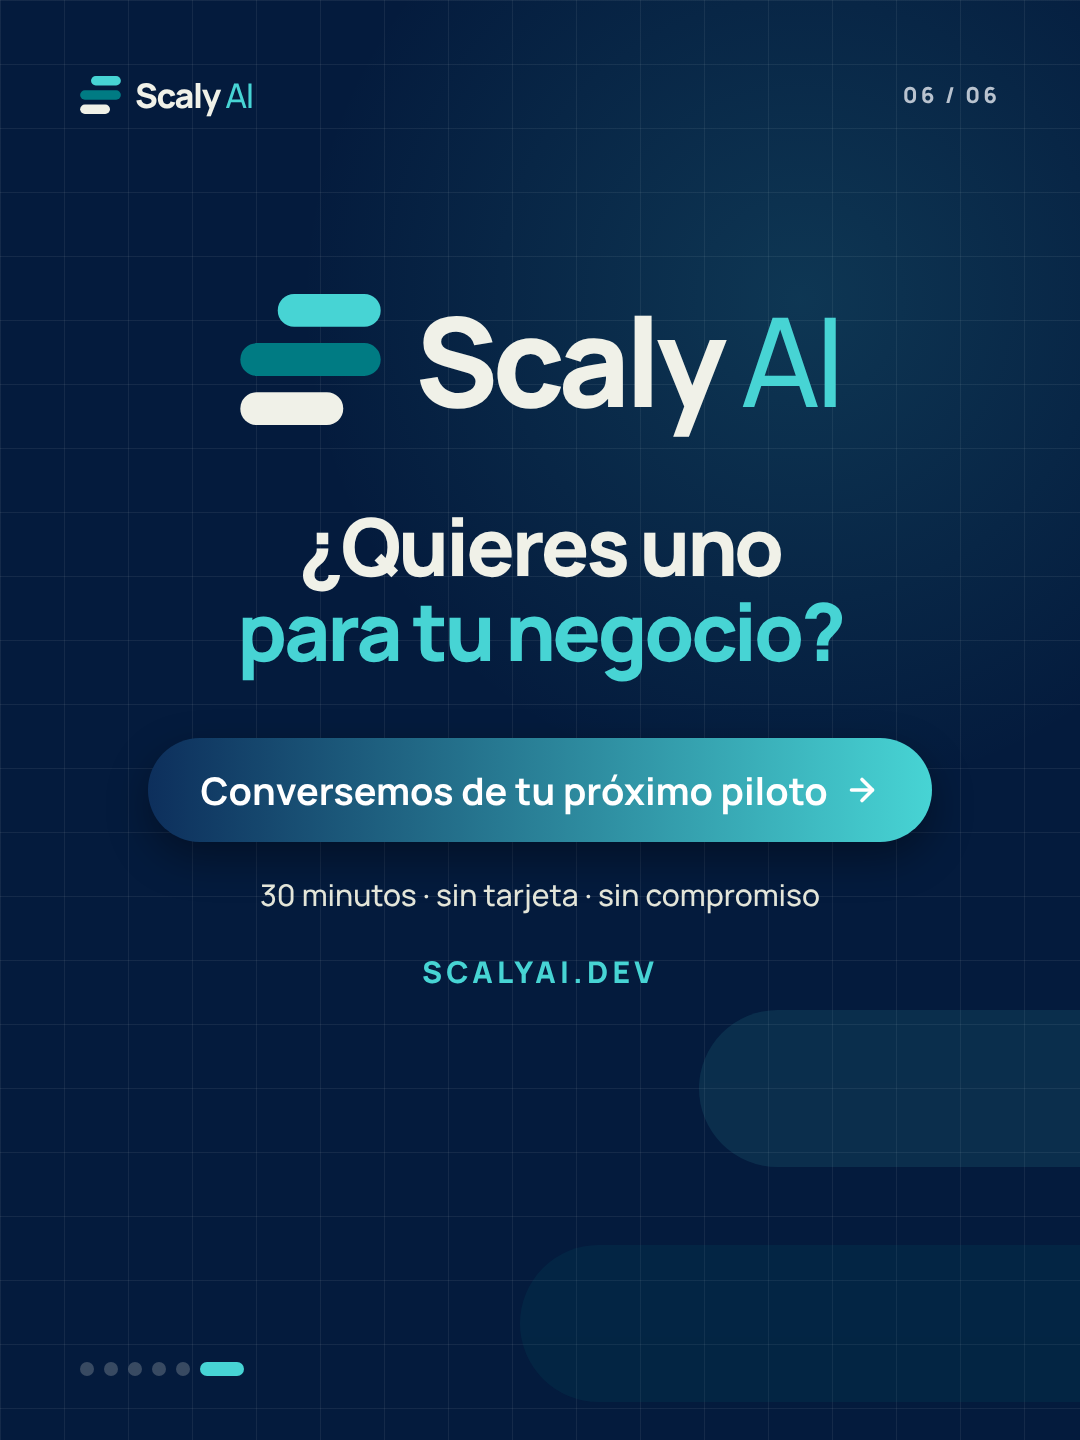 Scaly AI
06 / 06
Scaly AI
¿Quieres uno
para tu negocio?
Conversemos de tu próximo piloto →
30 minutos · sin tarjeta · sin compromiso
SCALYAI.DEV